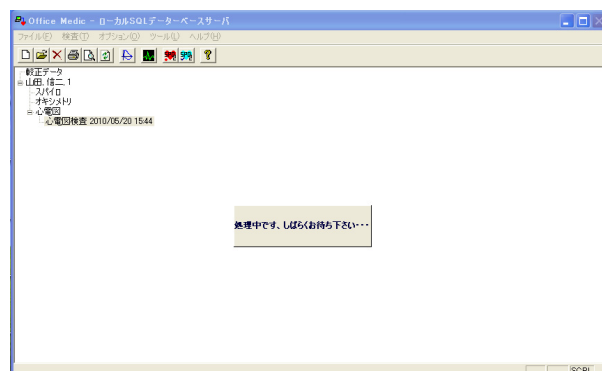 Office Medic - ローカルSQLデーターベースサーバ
ファイル(F) 検査(T) オプション(O) ツール(L) ヘルプ(H)
較正データ
山田, 信二, 1
スパイロ
オキシメトリ
心電図
心電図検査 2010/05/20 15:44
処理中です、しばらくお待ち下さい・・・
SCRL